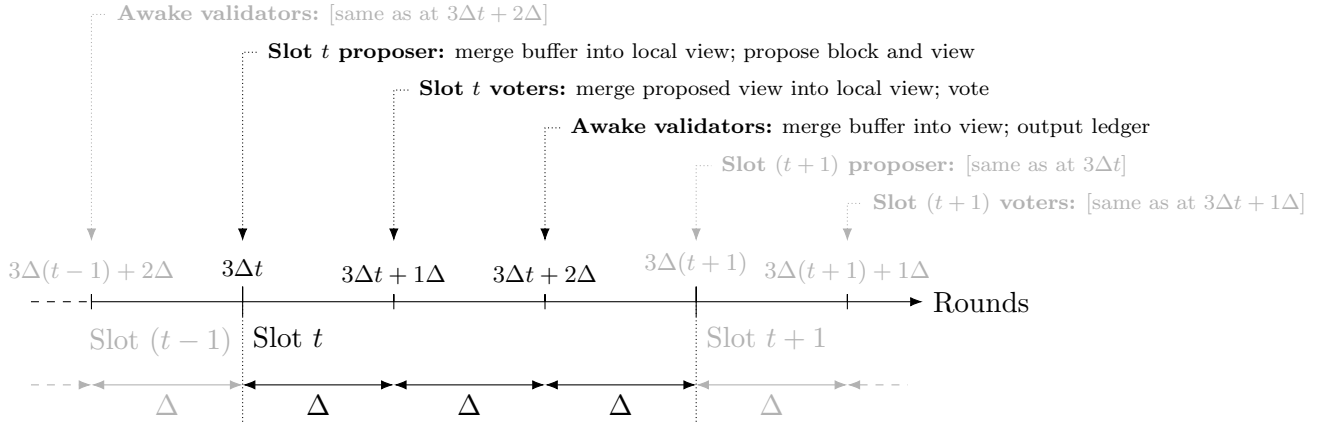 Awake validators: [same as at 3Δt + 2Δ]
Slot t proposer: merge buffer into local view; propose block and view
Slot t voters: merge proposed view into local view; vote
Awake validators: merge buffer into view; output ledger
Slot (t + 1) proposer: [same as at 3Δt]
Slot (t + 1) voters: [same as at 3Δt + 1Δ]
3Δ(t − 1) + 2Δ 3Δt 3Δt + 1Δ 3Δt + 2Δ 3Δ(t + 1) 3Δ(t + 1) + 1Δ
Rounds
Slot (t − 1) Slot t Slot t + 1
Δ Δ Δ Δ Δ